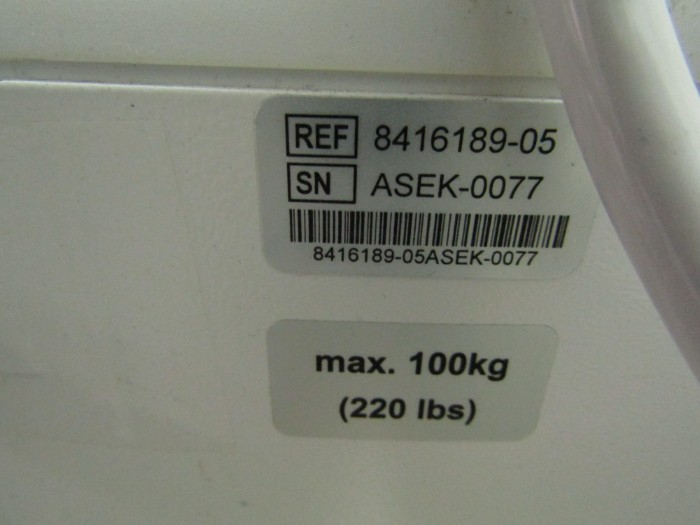 REF 8416189-05
SN ASEK-0077
8416189-05ASEK-0077
max. 100kg
(220 lbs)